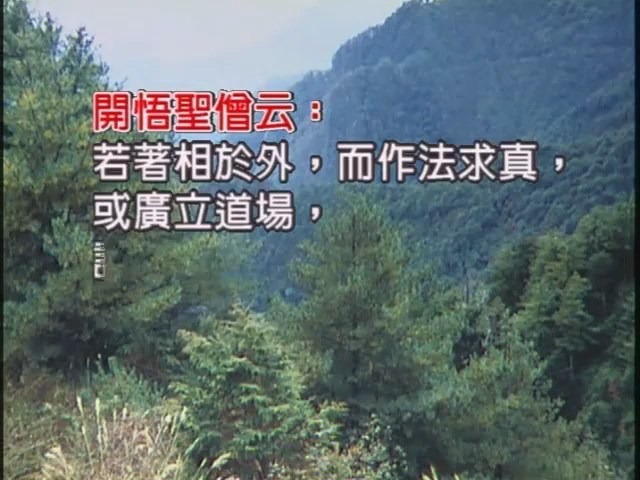 開悟聖僧云：
若著相於外，而作法求真，
或廣立道場，